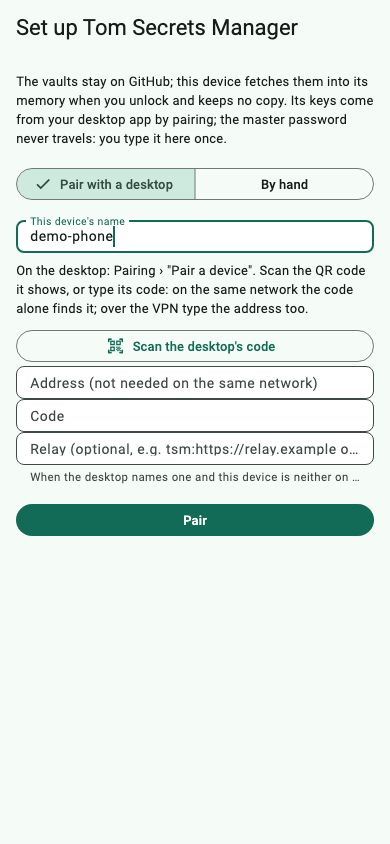 Set up Tom Secrets Manager
The vaults stay on GitHub; this device fetches them into its
memory when you unlock and keeps no copy. Its keys come
from your desktop app by pairing; the master password
never travels: you type it here once.
Pair with a desktop
By hand
This device's name
demo-phone
On the desktop: Pairing › "Pair a device". Scan the QR code
it shows, or type its code: on the same network the code
alone finds it; over the VPN type the address too.
Scan the desktop's code
Address (not needed on the same network)
Code
Relay (optional, e.g. tsm:https://relay.example o…
When the desktop names one and this device is neither on …
Pair